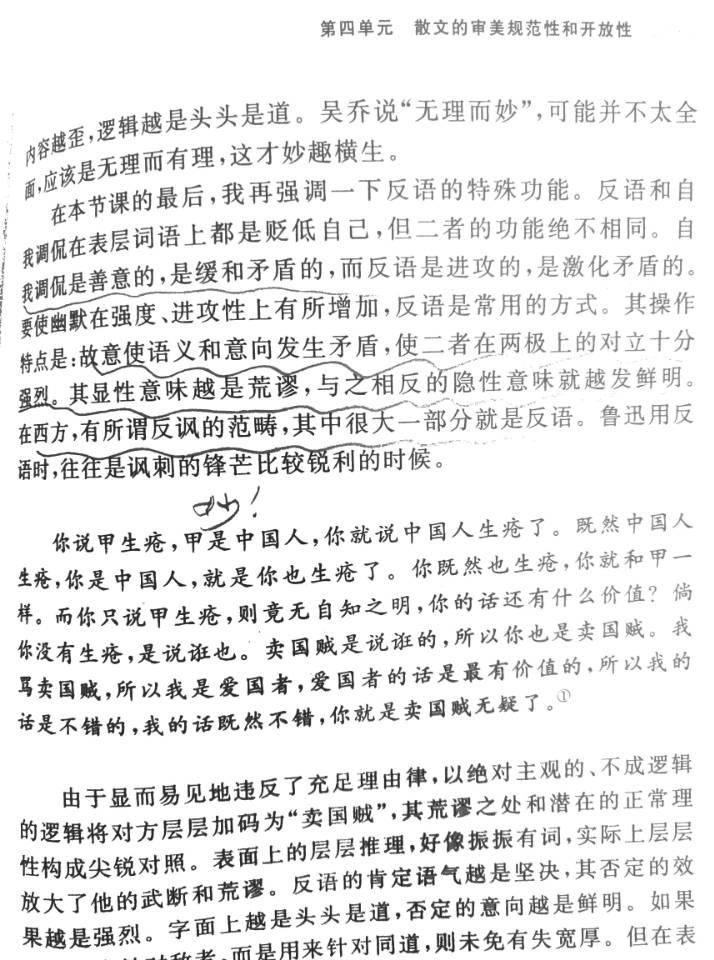 第四单元 散文的审美规范性和开放性
内容越歪,逻辑越是头头是道。吴乔说“无理而妙”,可能并不太全
面,应该是无理而有理,这才妙趣横生。
在本节课的最后,我再强调一下反语的特殊功能。反语和自
我调侃在表层词语上都是贬低自己,但二者的功能绝不相同。自
我调侃是善意的,是缓和矛盾的,而反语是进攻的,是激化矛盾的。
要使幽默在强度、进攻性上有所增加,反语是常用的方式。其操作
特点是:故意使语义和意向发生矛盾,使二者在两极上的对立十分
强烈。其显性意味越是荒谬,与之相反的隐性意味就越发鲜明。
在西方,有所谓反讽的范畴,其中很大一部分就是反语。鲁迅用反
语时,往往是讽刺的锋芒比较锐利的时候。
妙!
你说甲生疮,甲是中国人,你就说中国人生疮了。既然中国人
生疮,你是中国人,就是你也生疮了。你既然也生疮,你就和甲一
样。而你只说甲生疮,则竟无自知之明,你的话还有什么价值?倘
你没有生疮,是说诳也。卖国贼是说诳的,所以你也是卖国贼。我
骂卖国贼,所以我是爱国者,爱国者的话是最有价值的,所以我的
话是不错的,我的话既然不错,你就是卖国贼无疑了。①
由于显而易见地违反了充足理由律,以绝对主观的、不成逻辑
的逻辑将对方层层加码为“卖国贼”,其荒谬之处和潜在的正常理
性构成尖锐对照。表面上的层层推理,好像振振有词,实际上层层
放大了他的武断和荒谬。反语的肯定语气越是坚决,其否定的效
果越是强烈。字面上越是头头是道,否定的意向越是鲜明。如果
而是用来针对同道,则未免有失宽厚。但在表